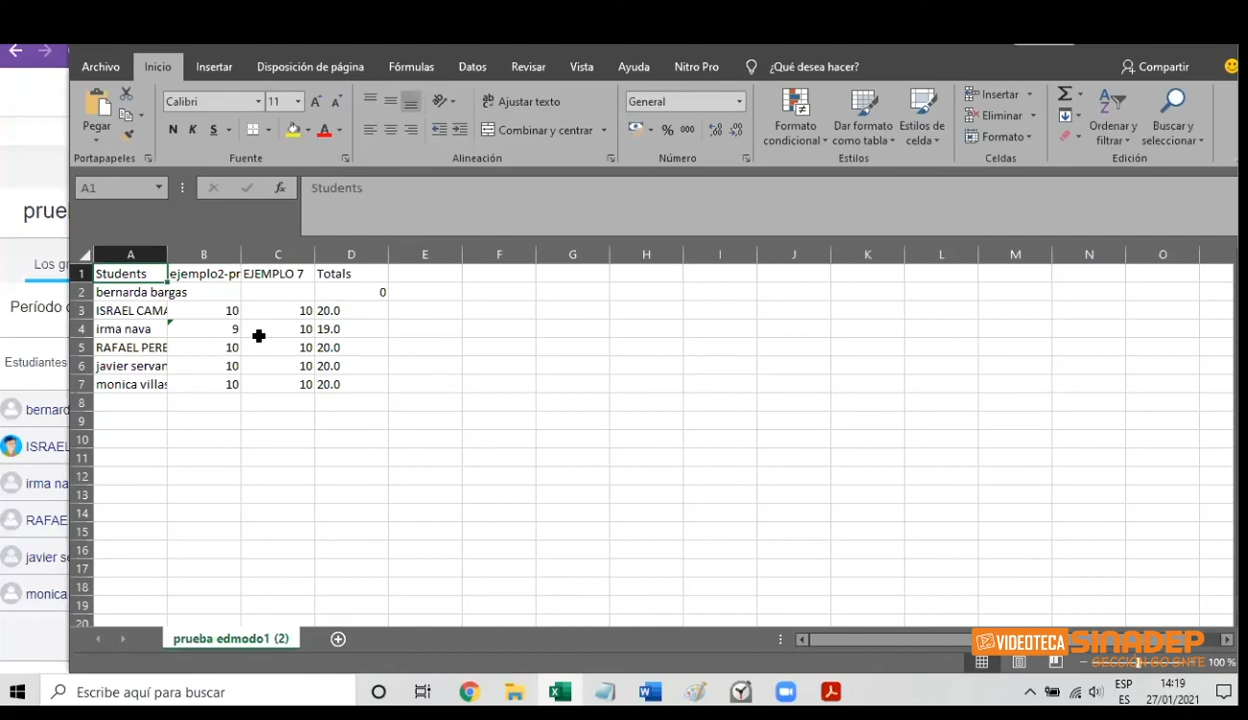 Archivo Inicio Insertar Disposición de página Fórmulas Datos Revisar Vista Ayuda Nitro Pro ¿Qué desea hacer? Compartir
Pegar
Calibri 11
N K S A
Ajustar texto
Combinar y centrar
General
% 000
Formato condicional
Dar formato como tabla
Estilos de celda
Insertar
Eliminar
Formato
Ordenar y filtrar
Buscar y seleccionar
Portapapeles Fuente Alineación Número Estilos Celdas Edición
A1 fx Students
A B C D E F G H I J K L M N O
1 Students ejemplo2-pr EJEMPLO 7 Totals
2 bernarda bargas 0
3 ISRAEL CAMA 10 10 20.0
4 irma nava 9 10 19.0
5 RAFAEL PERE 10 10 20.0
6 javier servan 10 10 20.0
7 monica villas 10 10 20.0
8
9
10
11
12
13
14
15
16
17
18
19
20
prue
Los gr
Período
Estudiantes
bernard
ISRAEL
irma na
RAFAE
javier se
monica
prueba edmodo1 (2)
VIDEOTECA SINADEP
SECCIÓN 60 SNTE
100 %
Escribe aquí para buscar
ESP
ES
14:19
27/01/2021